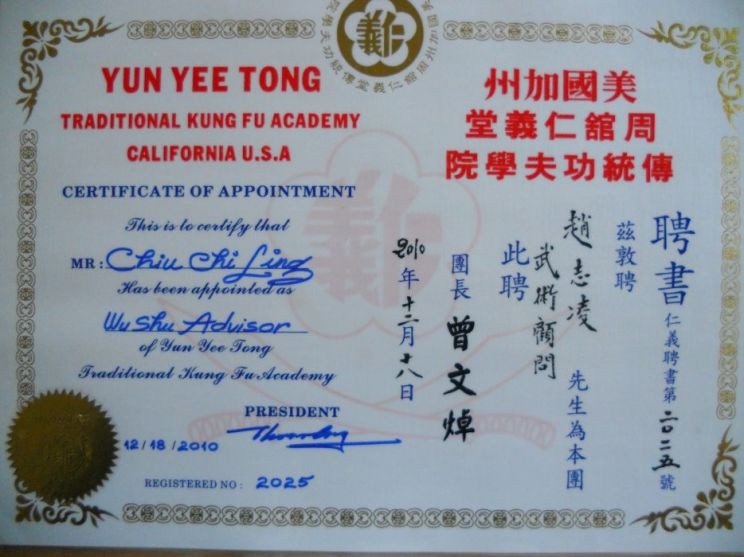 YUN YEE TONG
TRADITIONAL KUNG FU ACADEMY
CALIFORNIA U.S.A
CERTIFICATE OF APPOINTMENT
This is to certify that
MR: Chiu Chi Ling
Has been appointed as
Wu Shu Advisor
of Yun Yee Tong
Traditional Kung Fu Academy
PRESIDENT
12/18/2010
REGISTERED NO: 2025
州加國美
堂義仁舘周
院學夫功統傳
聘書
仁義聘書第二〇二五號
茲敦聘
趙志凌 先生為本團
武術顧問
此聘
團長 曾文焯
2010年十二月十八日
仁義